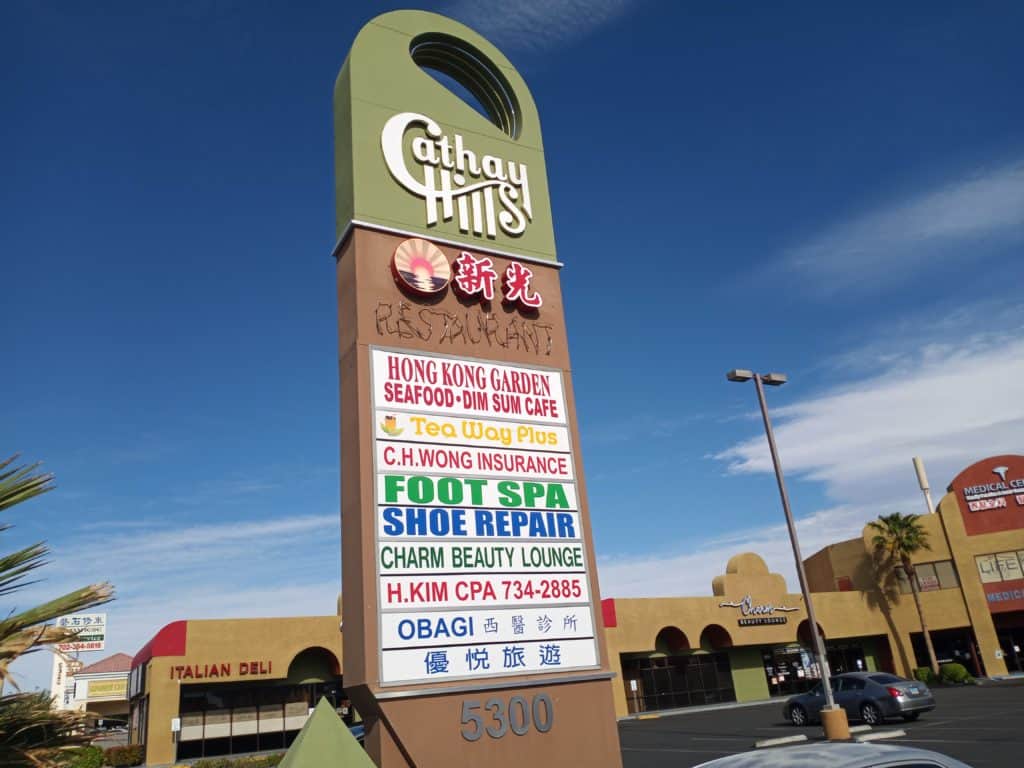 Cathay
Hills
新光
RESTAURANT
HONG KONG GARDEN
SEAFOOD • DIM SUM CAFE
Tea Way Plus
C.H.WONG INSURANCE
FOOT SPA
SHOE REPAIR
CHARM BEAUTY LOUNGE
H.KIM CPA 734-2885
OBAGI 西醫診所
優悅旅遊
5300
ITALIAN DELI
Charm
BEAUTY LOUNGE
MEDICAL
LIFE
MEDIC